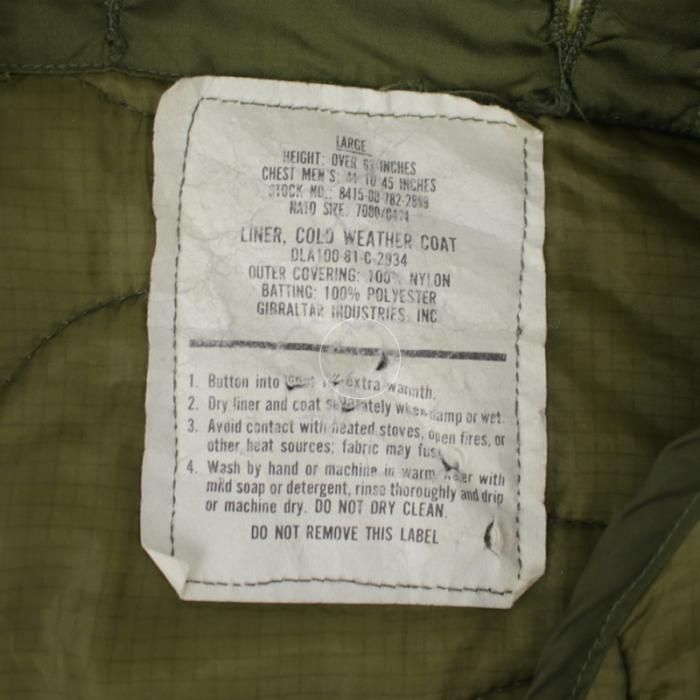 LARGE
HEIGHT: OVER INCHES
CHEST MEN'S: 41 TO 45 INCHES
STOCK NO.: 8415-00-782-2889
NATO SIZE:
LINER, COLD WEATHER COAT
DLA100-81-C-2934
OUTER COVERING: 100% NYLON
BATTING: 100% POLYESTER
GIBRALTAR INDUSTRIES, INC.
1. Button into coat for extra warmth.
2. Dry liner and coat separately when damp or wet.
3. Avoid contact with heated stoves, open fires, or
other heat sources; fabric may fuse.
4. Wash by hand or machine in warm water with
mild soap or detergent, rinse thoroughly and drip
or machine dry. DO NOT DRY CLEAN.
DO NOT REMOVE THIS LABEL